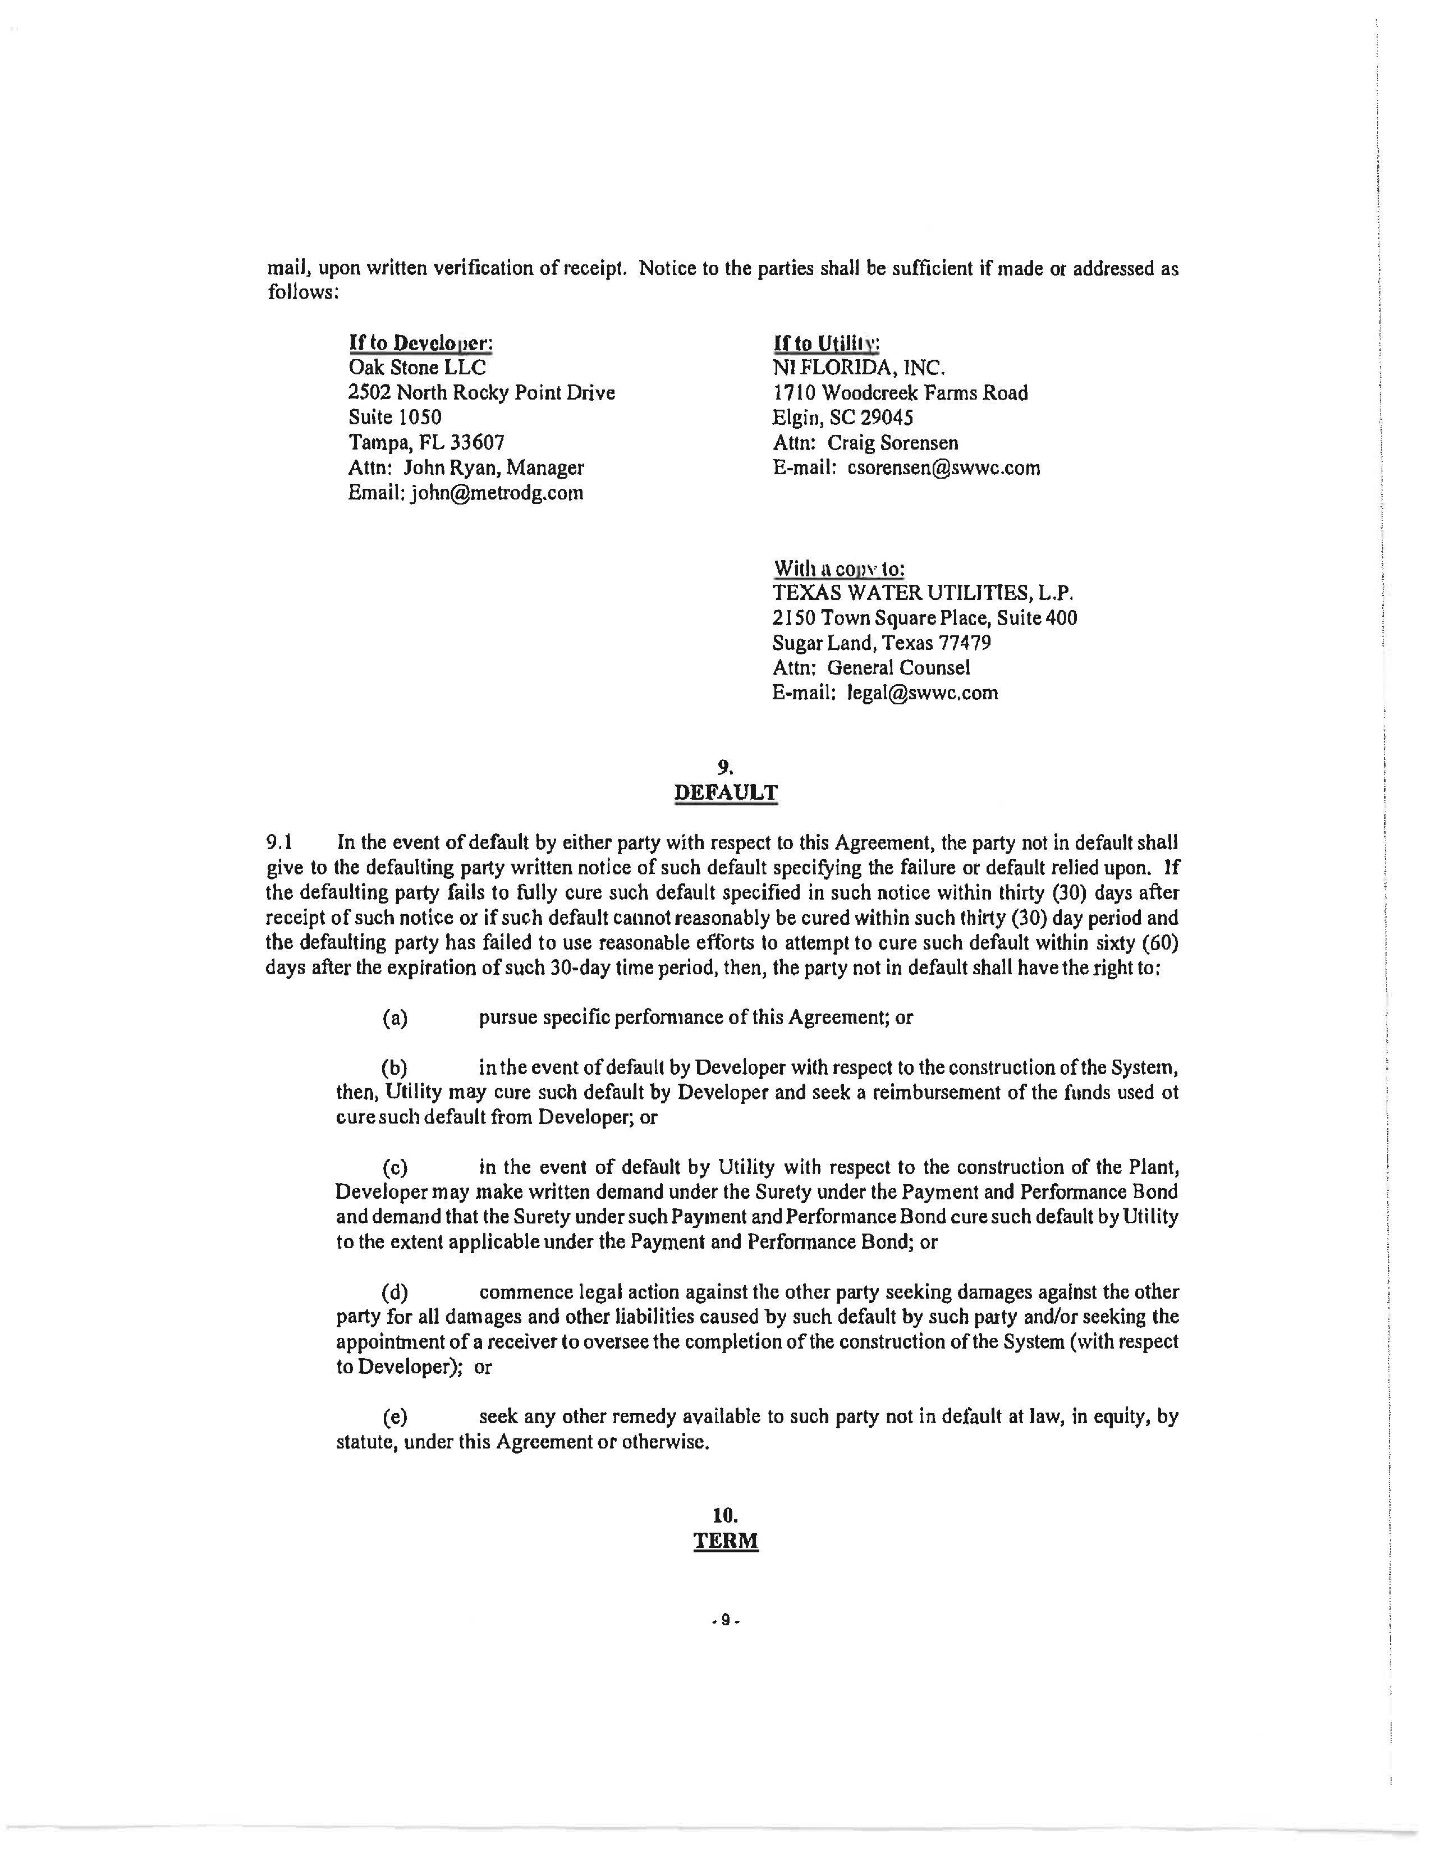 mail, upon written verification of receipt. Notice to the parties shall be sufficient if made or addressed as
follows:
If to Developer:
Oak Stone LLC
2502 North Rocky Point Drive
Suite 1050
Tampa, FL 33607
Attn: John Ryan, Manager
Email: john@metrodg.com
If to Utility:
NI FLORIDA, INC.
1710 Woodcreek Farms Road
Elgin, SC 29045
Attn: Craig Sorensen
E-mail: csorensen@swwc.com
With a copy to:
TEXAS WATER UTILITIES, L.P.
2150 Town Square Place, Suite 400
Sugar Land, Texas 77479
Attn: General Counsel
E-mail: legal@swwc.com
9.
DEFAULT
9.1 In the event of default by either party with respect to this Agreement, the party not in default shall
give to the defaulting party written notice of such default specifying the failure or default relied upon. If
the defaulting party fails to fully cure such default specified in such notice within thirty (30) days after
receipt of such notice or if such default cannot reasonably be cured within such thirty (30) day period and
the defaulting party has failed to use reasonable efforts to attempt to cure such default within sixty (60)
days after the expiration of such 30-day time period, then, the party not in default shall have the right to:
(a) pursue specific performance of this Agreement; or
(b) in the event of default by Developer with respect to the construction of the System,
then, Utility may cure such default by Developer and seek a reimbursement of the funds used ot
cure such default from Developer; or
(c) in the event of default by Utility with respect to the construction of the Plant,
Developer may make written demand under the Surety under the Payment and Performance Bond
and demand that the Surety under such Payment and Performance Bond cure such default by Utility
to the extent applicable under the Payment and Performance Bond; or
(d) commence legal action against the other party seeking damages against the other
party for all damages and other liabilities caused by such default by such party and/or seeking the
appointment of a receiver to oversee the completion of the construction of the System (with respect
to Developer); or
(e) seek any other remedy available to such party not in default at law, in equity, by
statute, under this Agreement or otherwise.
10.
TERM
- 9 -